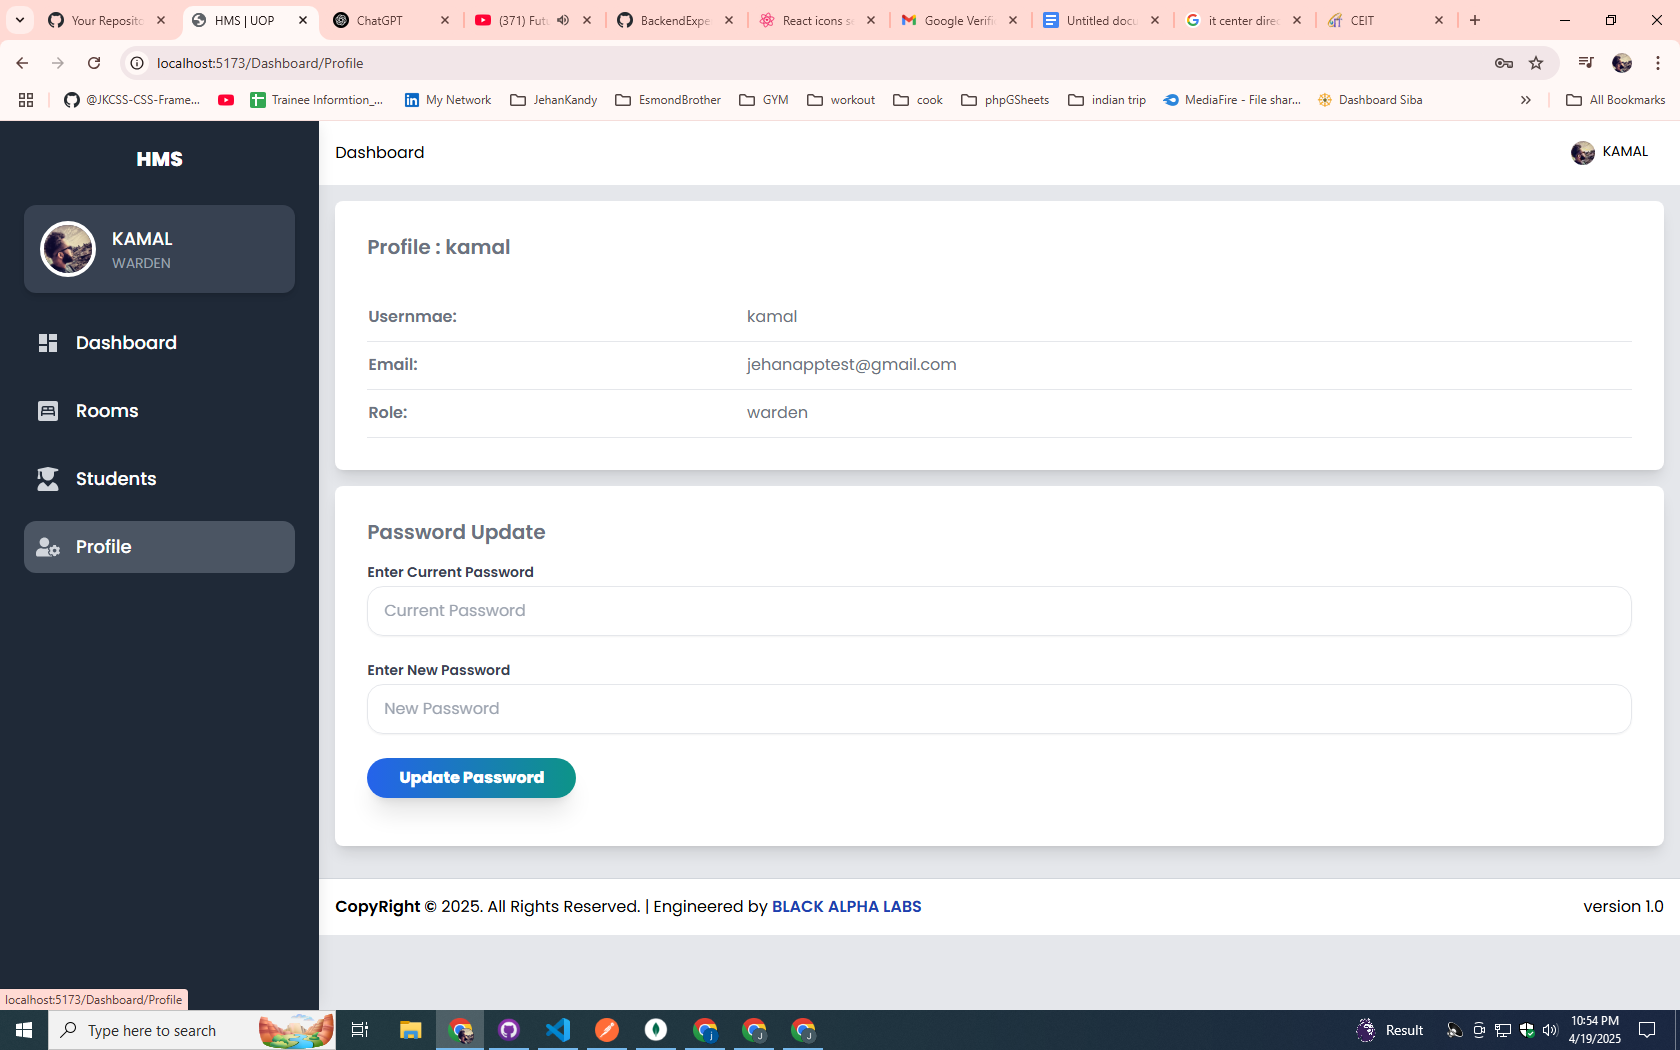 Your Reposito
HMS | UOP
ChatGPT
(371) Futu
BackendExpe
React icons se
Google Verific
Untitled docu
it center direc
CEIT
localhost:5173/Dashboard/Profile
@JKCSS-CSS-Frame...
Trainee Informtion_...
My Network
JehanKandy
EsmondBrother
GYM
workout
cook
phpGSheets
indian trip
MediaFire - File shar...
Dashboard Siba
All Bookmarks
HMS
Dashboard
KAMAL
KAMAL
WARDEN
Dashboard
Rooms
Students
Profile
Profile : kamal
Usernmae: kamal
Email: jehanapptest@gmail.com
Role: warden
Password Update
Enter Current Password
Current Password
Enter New Password
New Password
Update Password
CopyRight © 2025. All Rights Reserved. | Engineered by BLACK ALPHA LABS
version 1.0
localhost:5173/Dashboard/Profile
Type here to search
Result
10:54 PM
4/19/2025